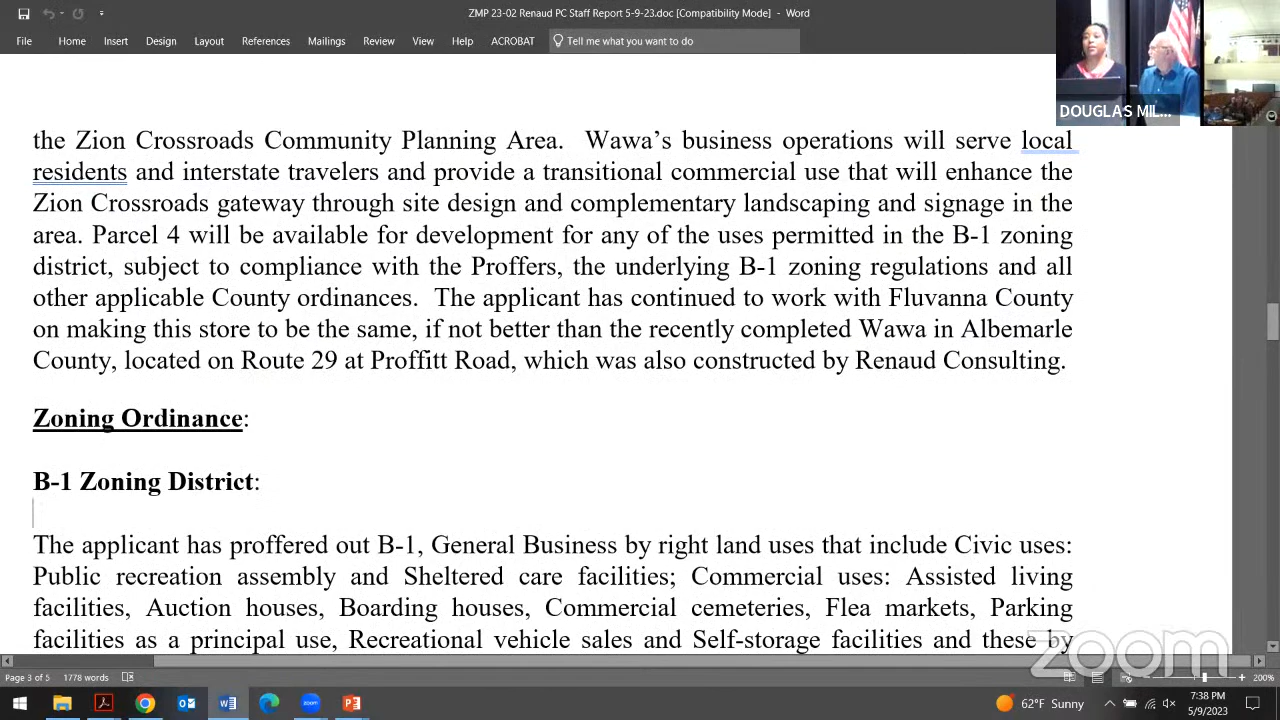 ZMP 23-02 Renaud PC Staff Report 5-9-23.doc [Compatibility Mode] - Word
File Home Insert Design Layout References Mailings Review View Help ACROBAT Tell me what you want to do
DOUGLAS MIL...
the Zion Crossroads Community Planning Area. Wawa's business operations will serve local
residents and interstate travelers and provide a transitional commercial use that will enhance the
Zion Crossroads gateway through site design and complementary landscaping and signage in the
area. Parcel 4 will be available for development for any of the uses permitted in the B-1 zoning
district, subject to compliance with the Proffers, the underlying B-1 zoning regulations and all
other applicable County ordinances. The applicant has continued to work with Fluvanna County
on making this store to be the same, if not better than the recently completed Wawa in Albemarle
County, located on Route 29 at Proffitt Road, which was also constructed by Renaud Consulting.
Zoning Ordinance:
B-1 Zoning District:
The applicant has proffered out B-1, General Business by right land uses that include Civic uses:
Public recreation assembly and Sheltered care facilities; Commercial uses: Assisted living
facilities, Auction houses, Boarding houses, Commercial cemeteries, Flea markets, Parking
facilities as a principal use, Recreational vehicle sales and Self-storage facilities and these by
zoom
Page 3 of 5 1778 words 200%
62°F Sunny 7:38 PM
5/9/2023